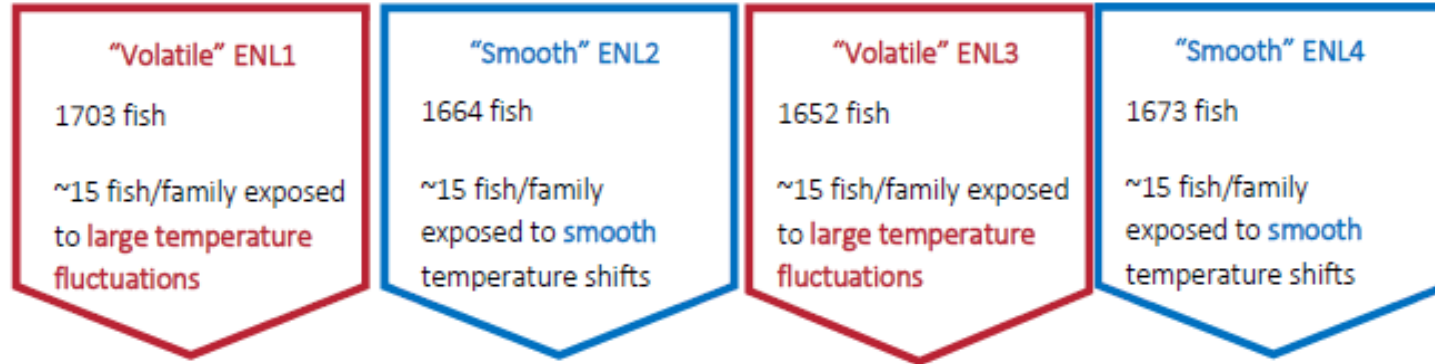 “Volatile” ENL1
1703 fish
~15 fish/family exposed
to large temperature
fluctuations
“Smooth” ENL2
1664 fish
~15 fish/family
exposed to smooth
temperature shifts
“Volatile” ENL3
1652 fish
~15 fish/family exposed
to large temperature
fluctuations
“Smooth” ENL4
1673 fish
~15 fish/family
exposed to smooth
temperature shifts